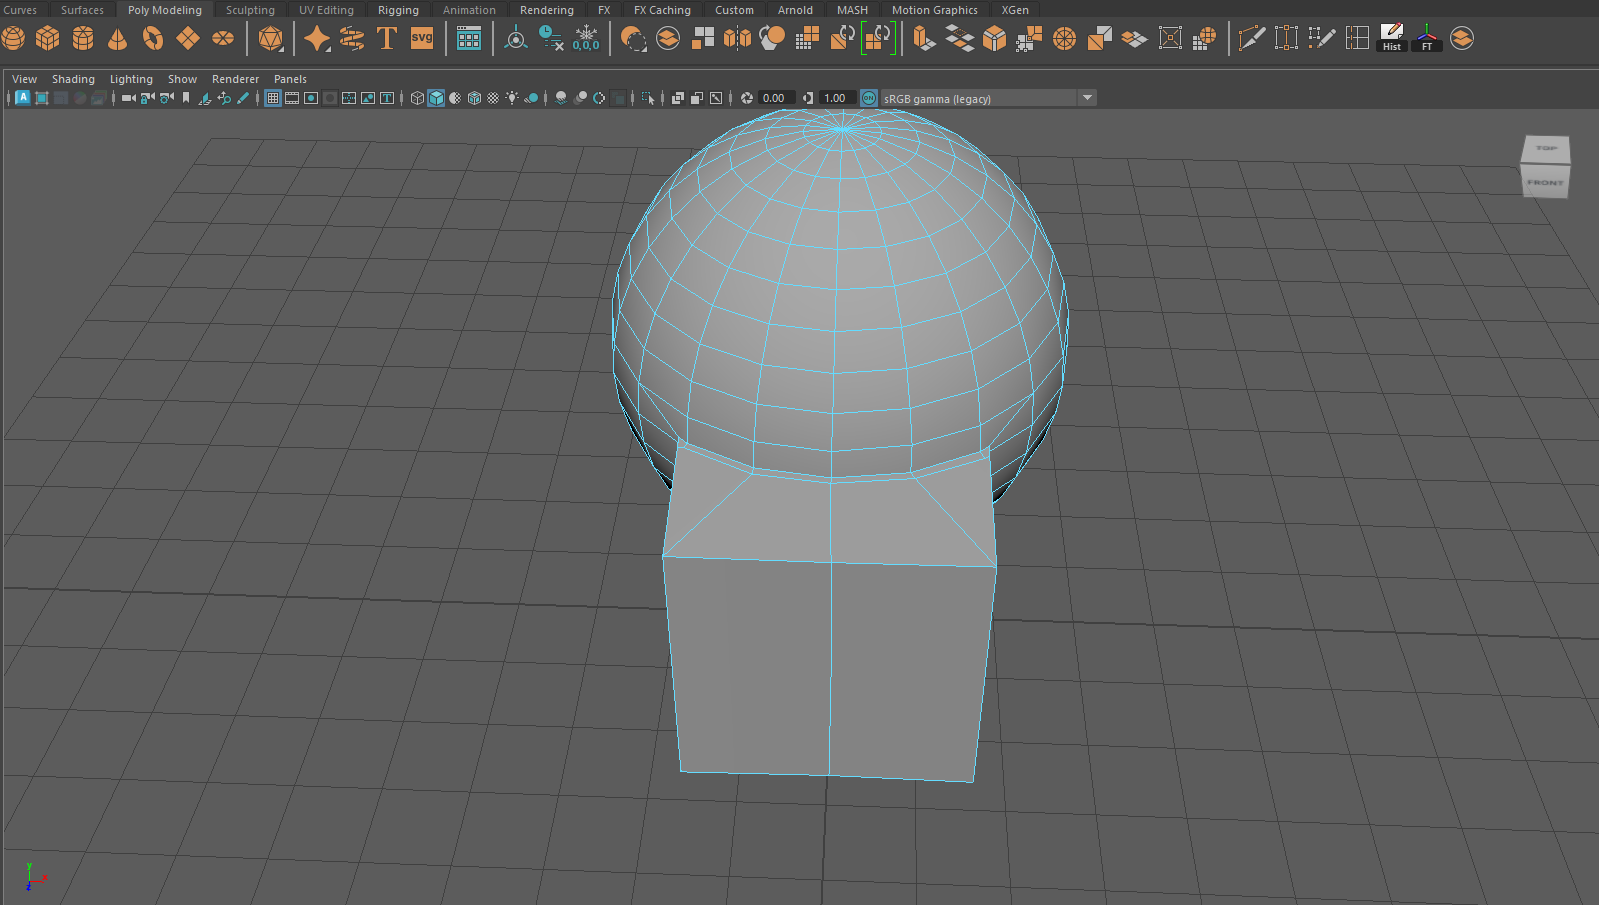 Curves Surfaces Poly Modeling Sculpting UV Editing Rigging Animation Rendering FX FX Caching Custom Arnold MASH Motion Graphics XGen
T svg 0,0,0 Hist FT
View Shading Lighting Show Renderer Panels
A T 0.00 1.00 ON sRGB gamma (legacy)
TOP
FRONT
y
x
z